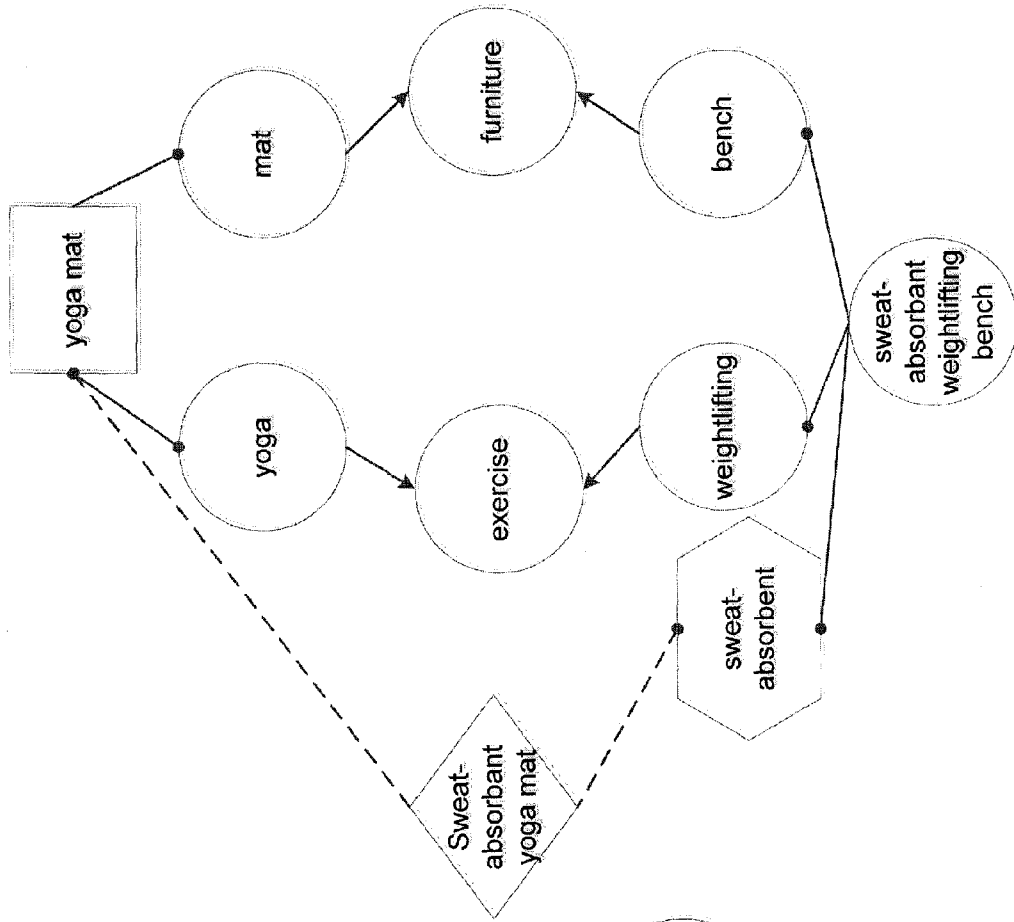 yoga mat
yoga
mat
exercise
furniture
Sweat-
absorbant
yoga mat
sweat-
absorbent
weightlifting
bench
sweat-
absorbant
weightlifting
bench